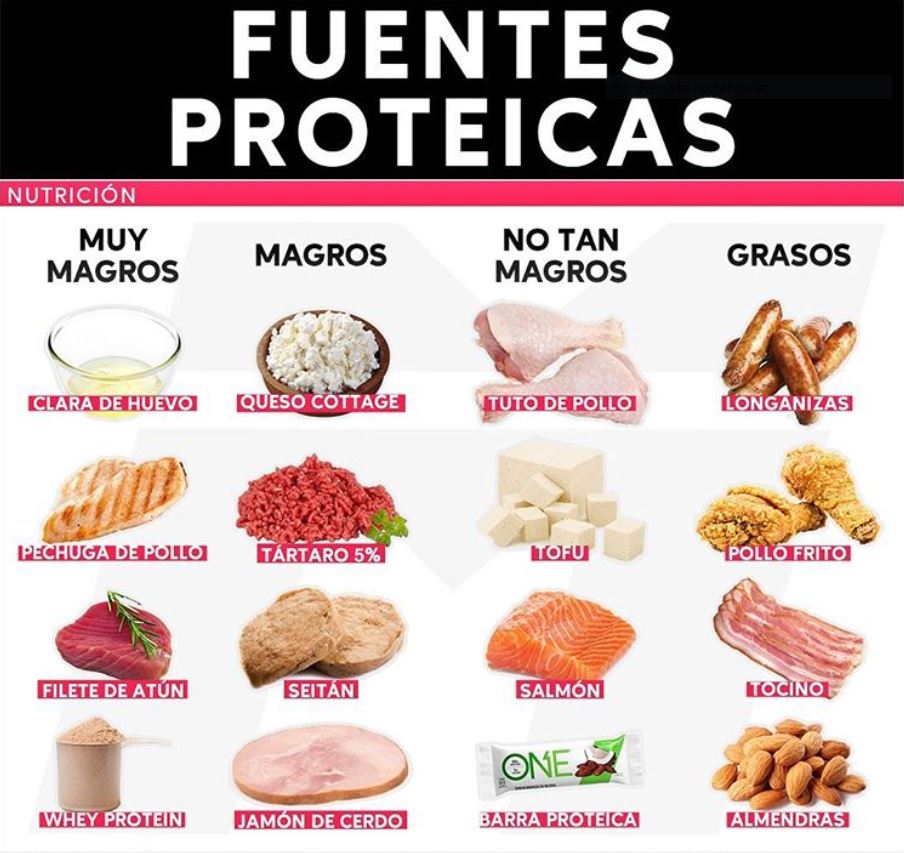 FUENTES
PROTEICAS
Recorte rectangular
NUTRICIÓN
MUY
MAGROS
MAGROS
NO TAN
MAGROS
GRASOS
CLARA DE HUEVO
QUESO COTTAGE
TUTO DE POLLO
LONGANIZAS
PECHUGA DE POLLO
TÁRTARO 5%
TOFU
POLLO FRITO
FILETE DE ATÚN
SEITÁN
SALMÓN
TOCINO
ONE
WHEY PROTEIN
JAMÓN DE CERDO
BARRA PROTEICA
ALMENDRAS